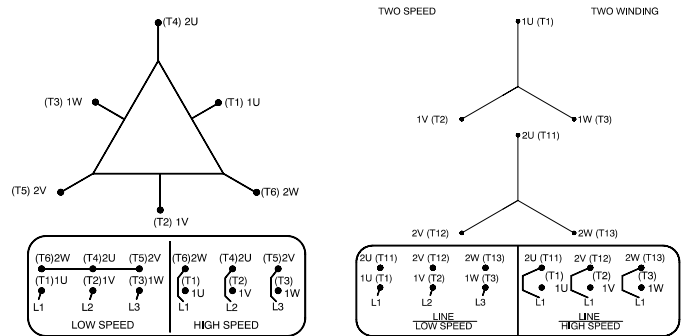 (T4) 2U
(T3) 1W
(T1) 1U
(T5) 2V
(T6) 2W
(T2) 1V
(T6)2W (T4)2U (T5)2V
(T1)1U (T2)1V (T3)1W
L1 L2 L3
LOW SPEED
(T6)2W (T4)2U (T5)2V
(T1) (T2) (T3)
1U 1V 1W
L1 L2 L3
HIGH SPEED
TWO SPEED TWO WINDING
1U (T1)
1V (T2) 1W (T3)
2U (T11)
2V (T12) 2W (T13)
2U (T11) 2V (T12) 2W (T13)
1U (T1) 1V (T2) 1W (T3)
L1 L2 L3
LINE
LOW SPEED
2U (T11) 2V (T12) 2W (T13)
(T1) (T2) (T3)
1U 1V 1W
L1 L1 L1
LINE
HIGH SPEED